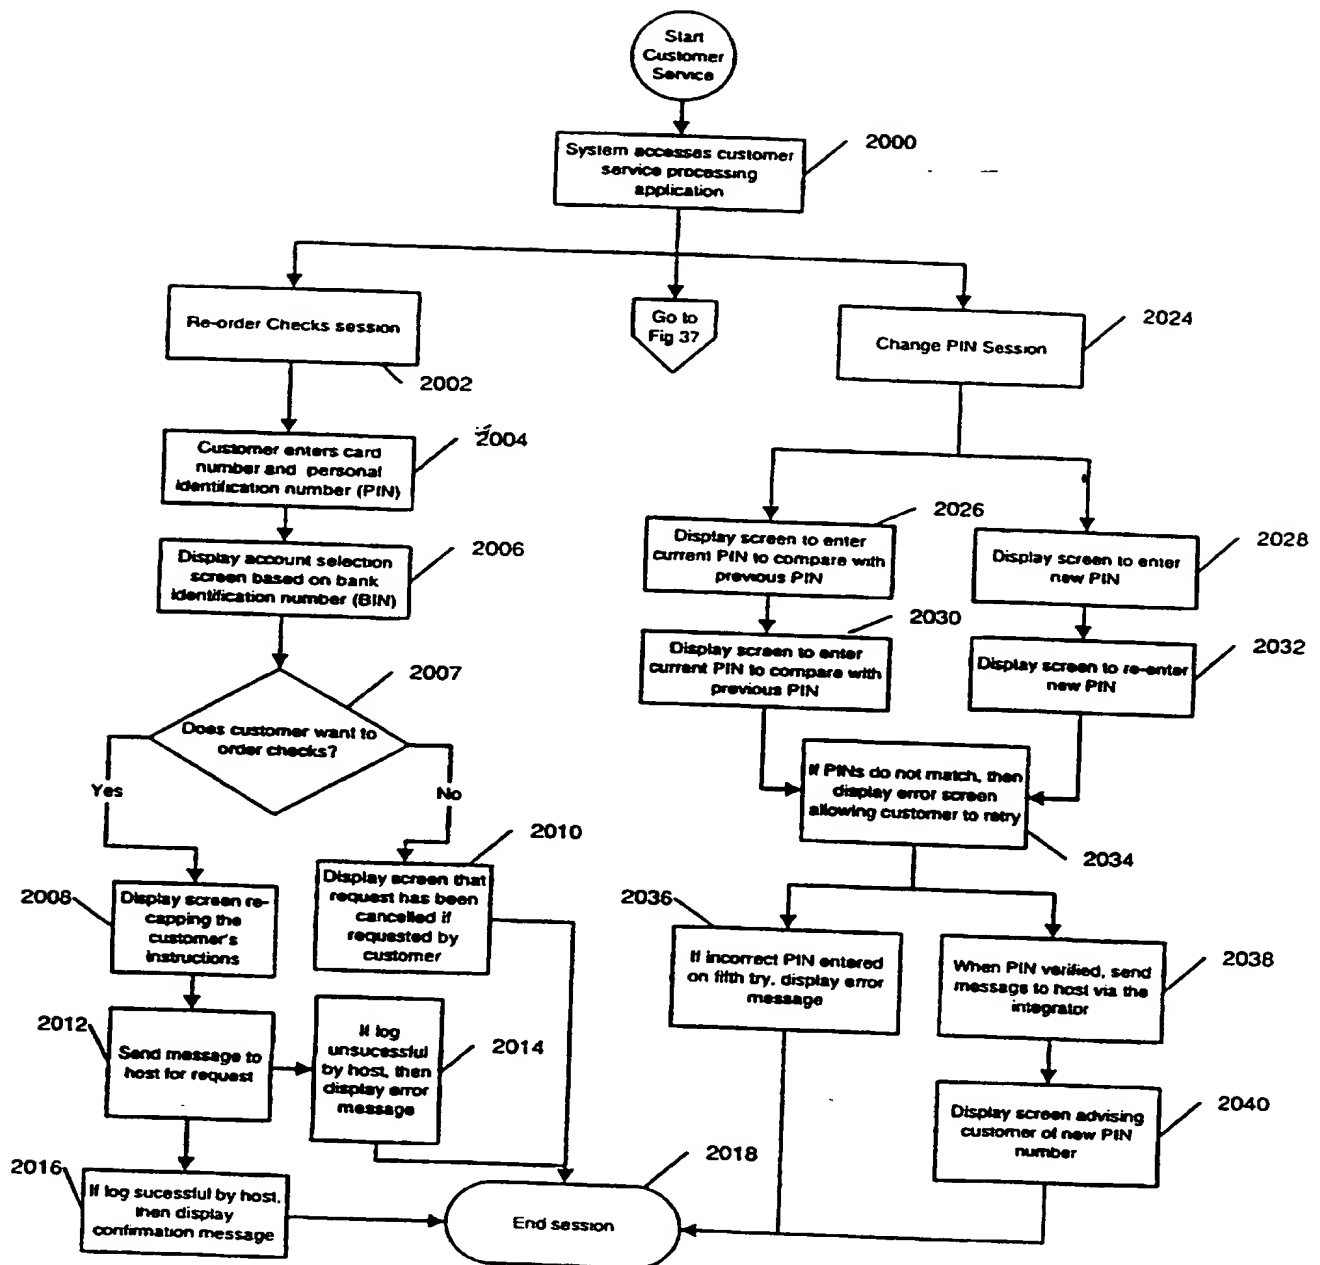 Start
Customer
Service
System accesses customer
service processing
application
2000
Re-order Checks session
2002
Go to
Fig 37
Change PIN Session
2024
Customer enters card
number and personal
identification number (PIN)
2004
Display account selection
screen based on bank
identification number (BIN)
2006
Does customer want to
order checks?
2007
Yes
No
Display screen re-
capping the
customer's
instructions
2008
Display screen that
request has been
cancelled if
requested by
customer
2010
Send message to
host for request
2012
If log
unsucessful
by host, then
display error
message
2014
If log sucessful by host,
then display
confirmation message
2016
End session
2018
Display screen to enter
current PIN to compare with
previous PIN
2026
Display screen to enter
new PIN
2028
Display screen to enter
current PIN to compare with
previous PIN
2030
Display screen to re-enter
new PIN
2032
If PINs do not match, then
display error screen
allowing customer to retry
2034
If incorrect PIN entered
on fifth try, display error
message
2036
When PIN verified, send
message to host via the
integrator
2038
Display screen advising
customer of new PIN
number
2040